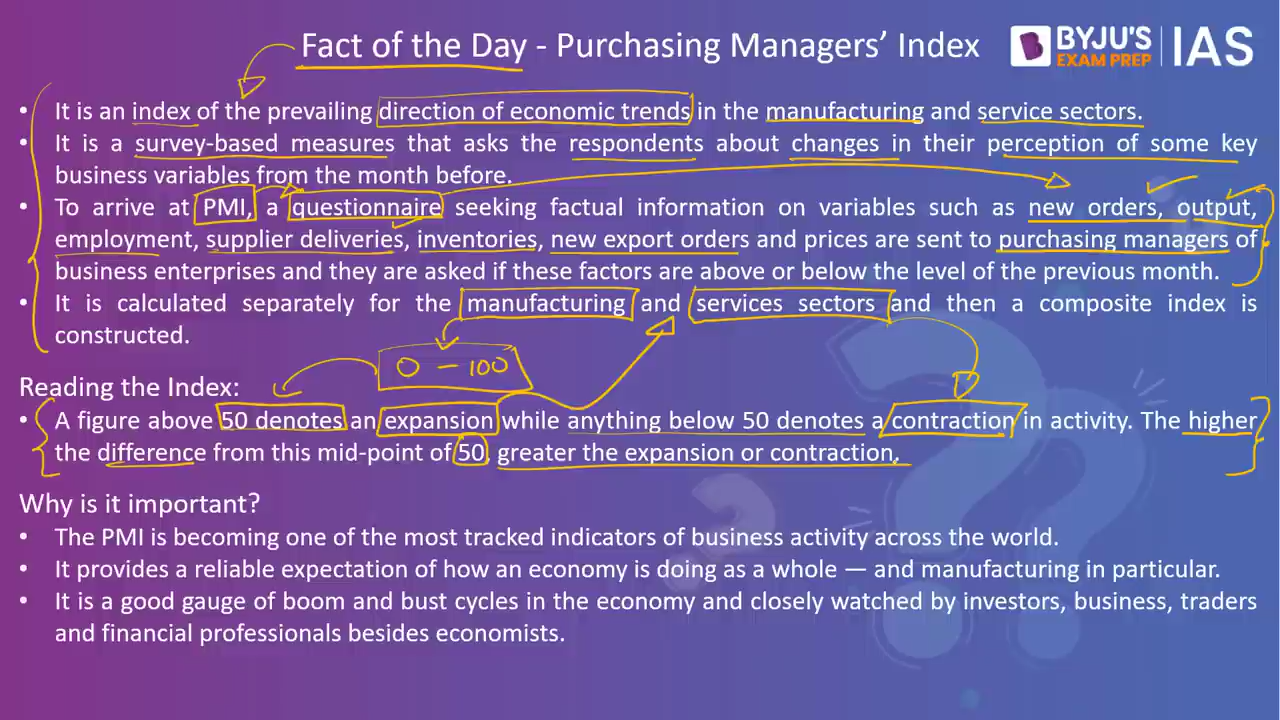 Fact of the Day - Purchasing Managers' Index
BYJU'S
EXAM PREP
IAS
• It is an index of the prevailing direction of economic trends in the manufacturing and service sectors.
• It is a survey-based measures that asks the respondents about changes in their perception of some key
business variables from the month before.
• To arrive at PMI, a questionnaire seeking factual information on variables such as new orders, output,
employment, supplier deliveries, inventories, new export orders and prices are sent to purchasing managers of
business enterprises and they are asked if these factors are above or below the level of the previous month.
• It is calculated separately for the manufacturing and services sectors and then a composite index is
constructed.
0 - 100
Reading the Index:
• A figure above 50 denotes an expansion while anything below 50 denotes a contraction in activity. The higher
the difference from this mid-point of 50, greater the expansion or contraction.
Why is it important?
• The PMI is becoming one of the most tracked indicators of business activity across the world.
• It provides a reliable expectation of how an economy is doing as a whole — and manufacturing in particular.
• It is a good gauge of boom and bust cycles in the economy and closely watched by investors, business, traders
and financial professionals besides economists.